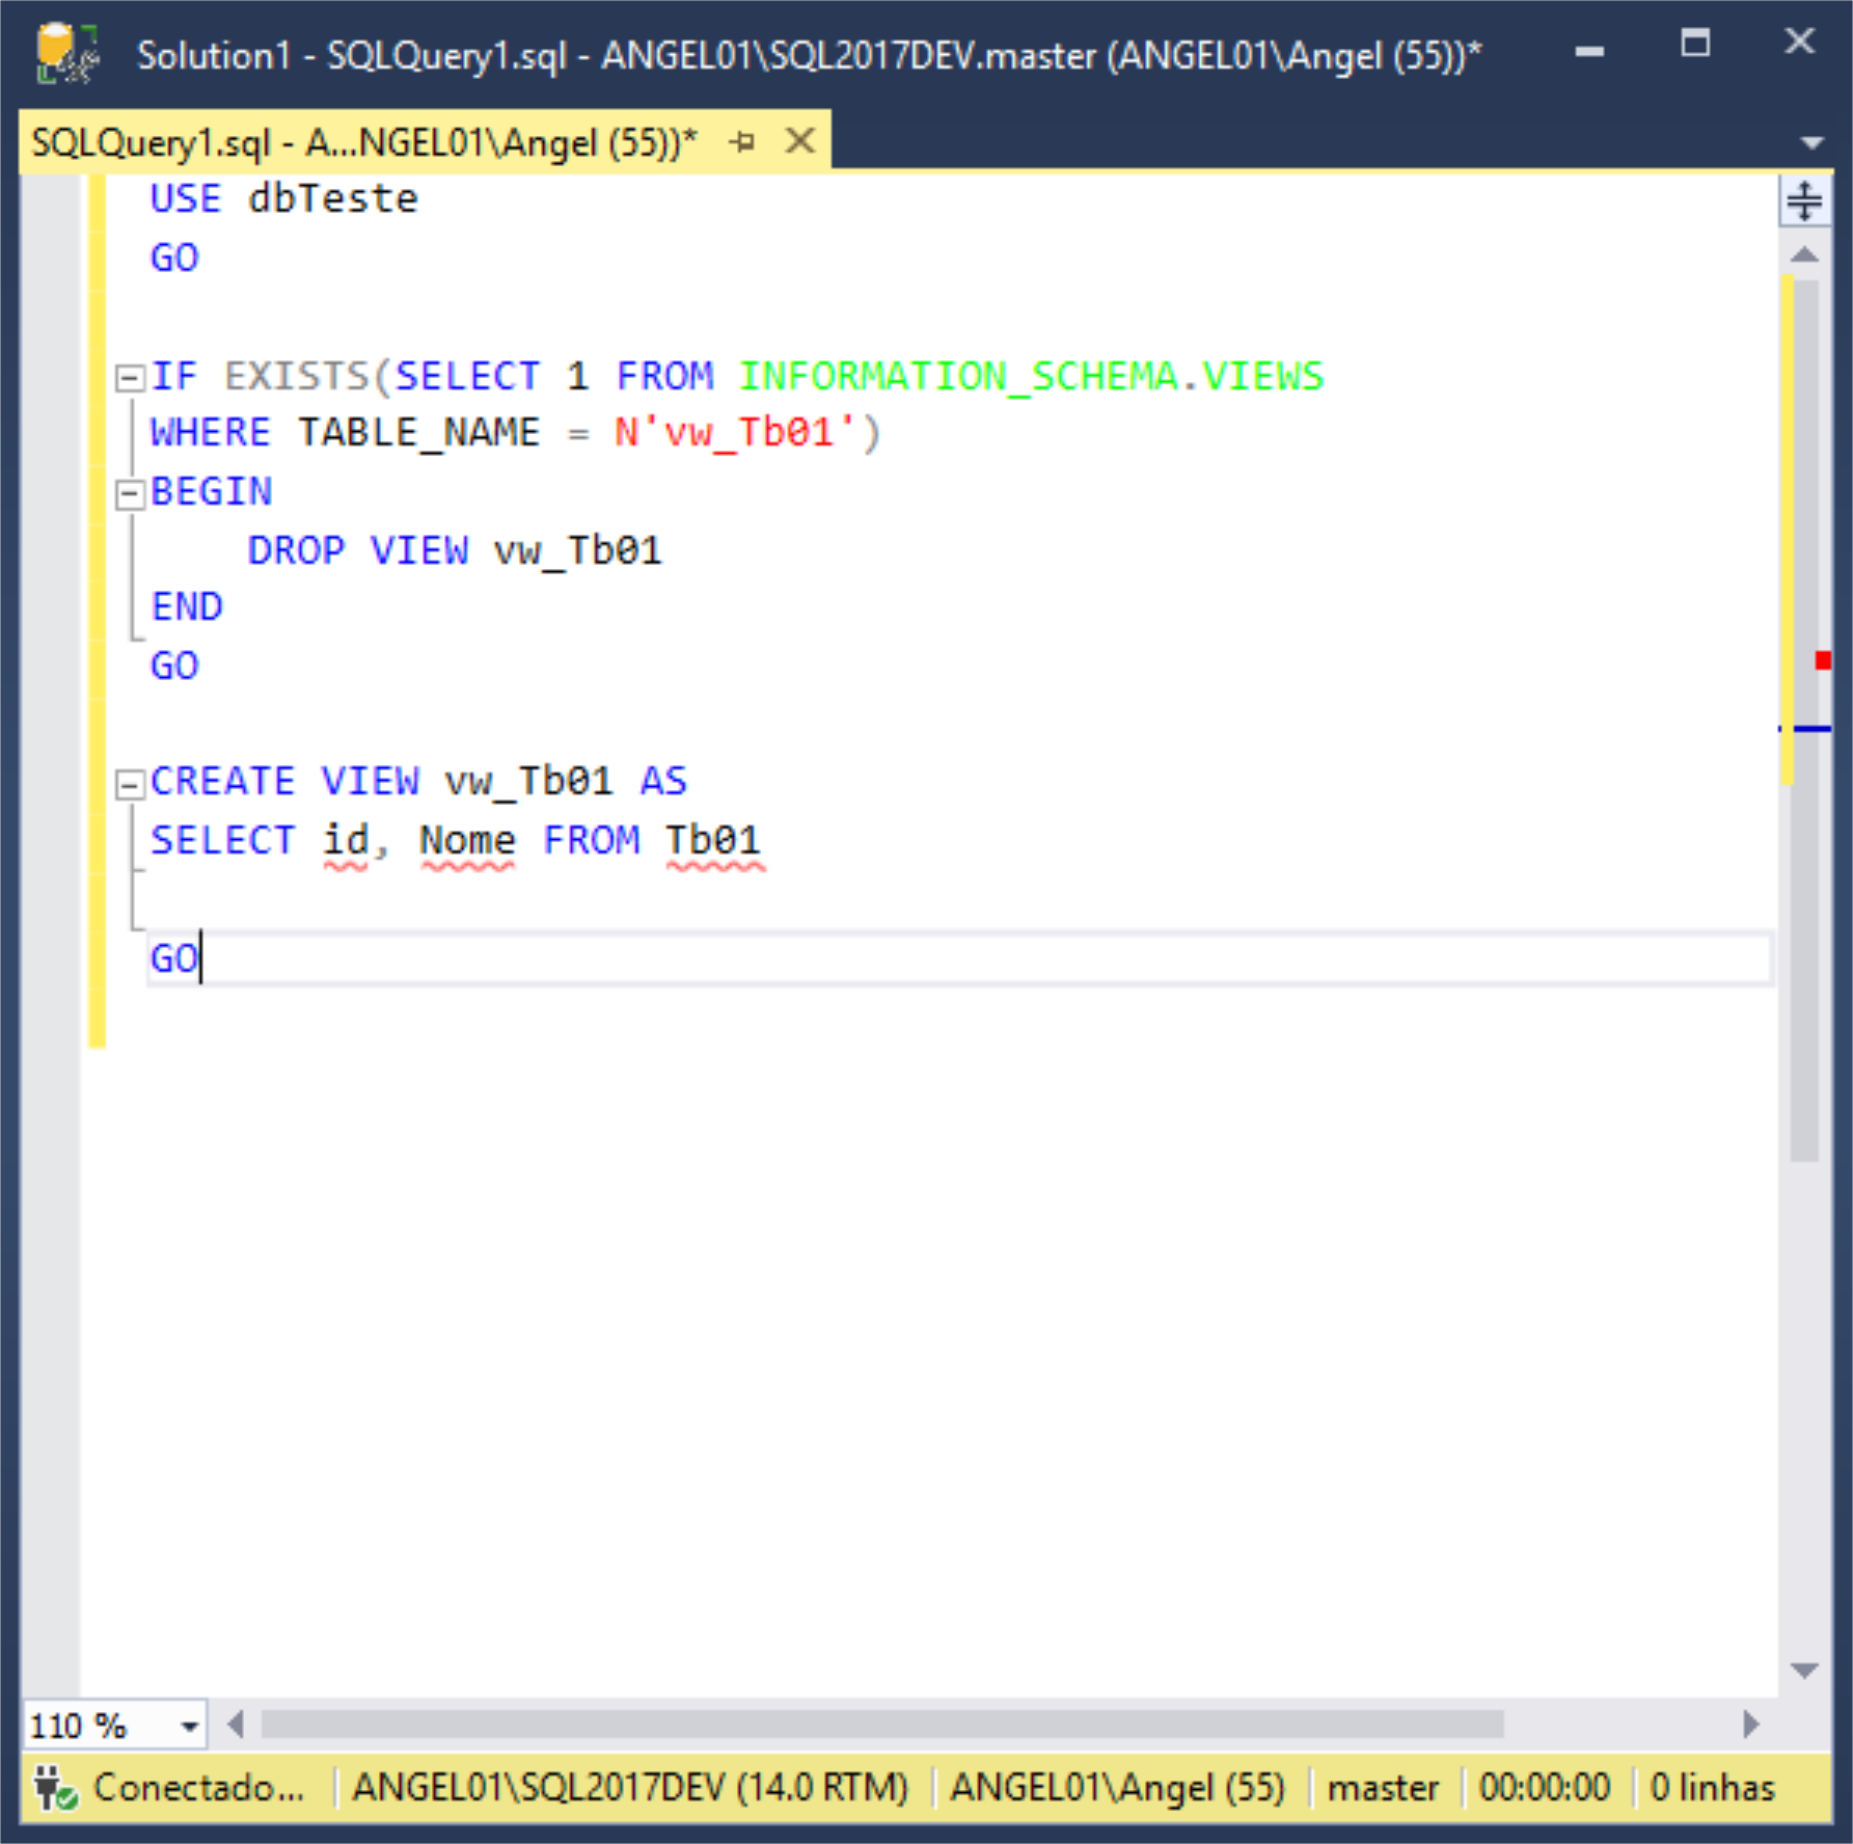 Solution1 - SQLQuery1.sql - ANGEL01\SQL2017DEV.master (ANGEL01\Angel (55))*
SQLQuery1.sql - A...NGEL01\Angel (55))*
USE dbTeste
GO
IF EXISTS(SELECT 1 FROM INFORMATION_SCHEMA.VIEWS
WHERE TABLE_NAME = N'vw_Tb01')
BEGIN
DROP VIEW vw_Tb01
END
GO
CREATE VIEW vw_Tb01 AS
SELECT id, Nome FROM Tb01
GO
110 %
Conectado... ANGEL01\SQL2017DEV (14.0 RTM) ANGEL01\Angel (55) master 00:00:00 0 linhas